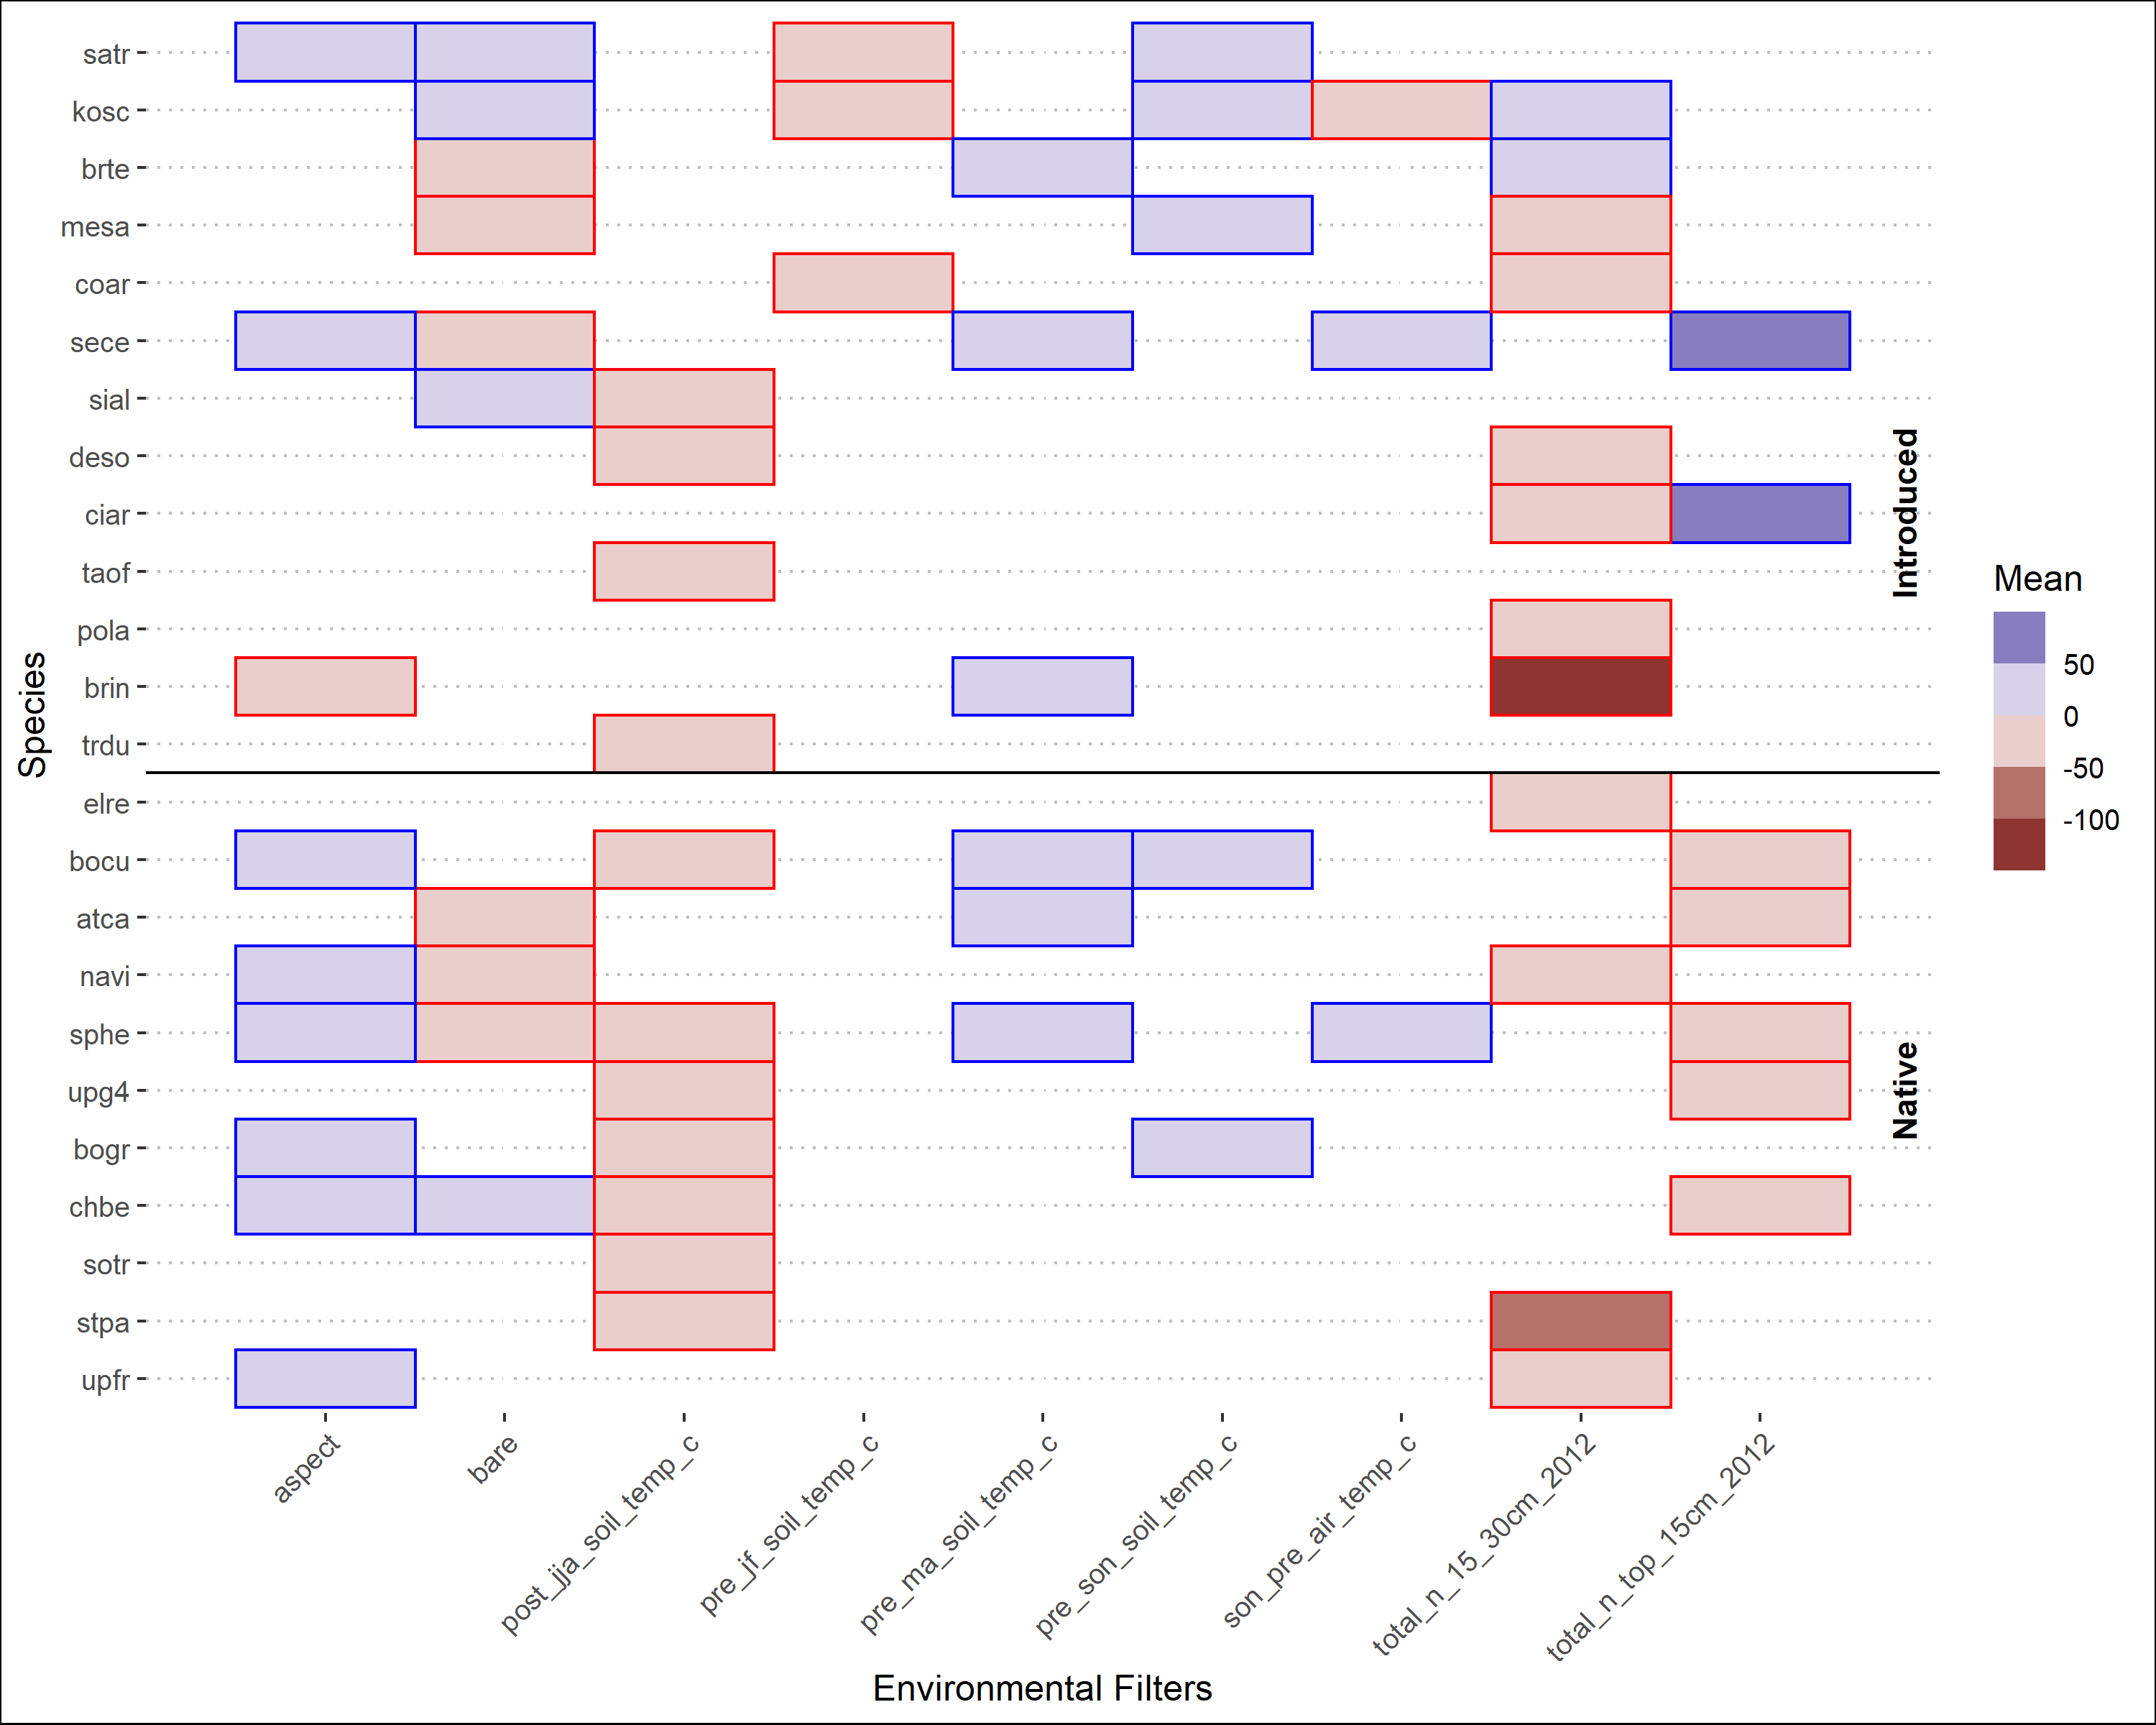 satr
kosc
brte
mesa
coar
sece
sial
deso
ciar
taof
pola
brin
trdu
elre
bocu
atca
navi
sphe
upg4
bogr
chbe
sotr
stpa
upfr
Species
Introduced
Native
aspect
bare
post_jja_soil_temp_c
pre_jf_soil_temp_c
pre_ma_soil_temp_c
pre_son_soil_temp_c
son_pre_air_temp_c
total_n_15_30cm_2012
total_n_top_15cm_2012
Environmental Filters
Mean
50
0
-50
-100